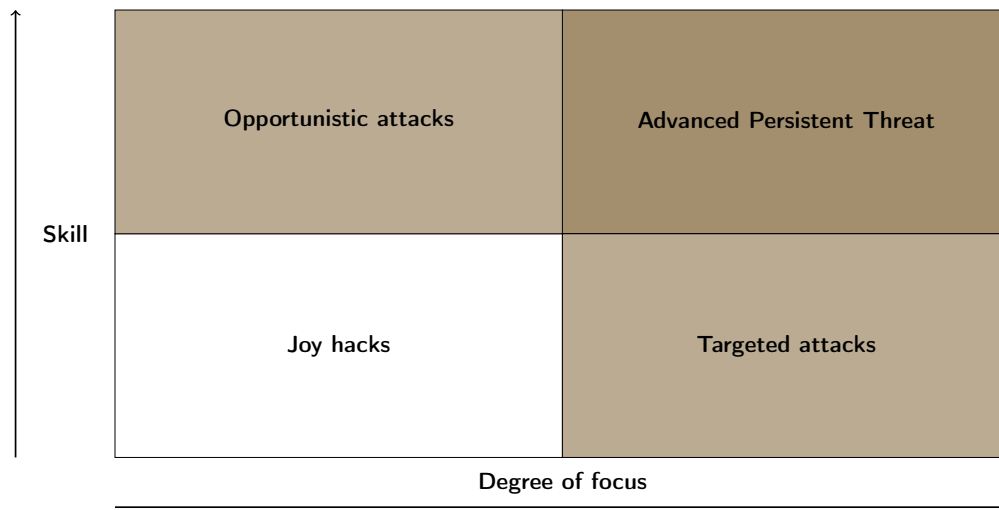 Opportunistic attacks
Advanced Persistent Threat
Skill
Joy hacks
Targeted attacks
Degree of focus